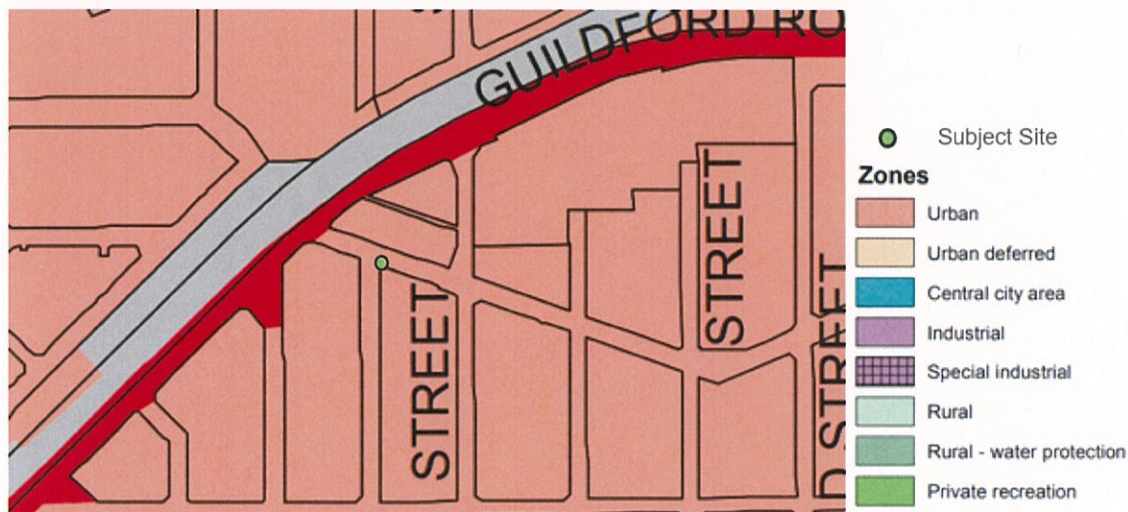 GUILDFORD RO
STREET
STREET
D STREET
Subject Site
Zones
Urban
Urban deferred
Central city area
Industrial
Special industrial
Rural
Rural - water protection
Private recreation